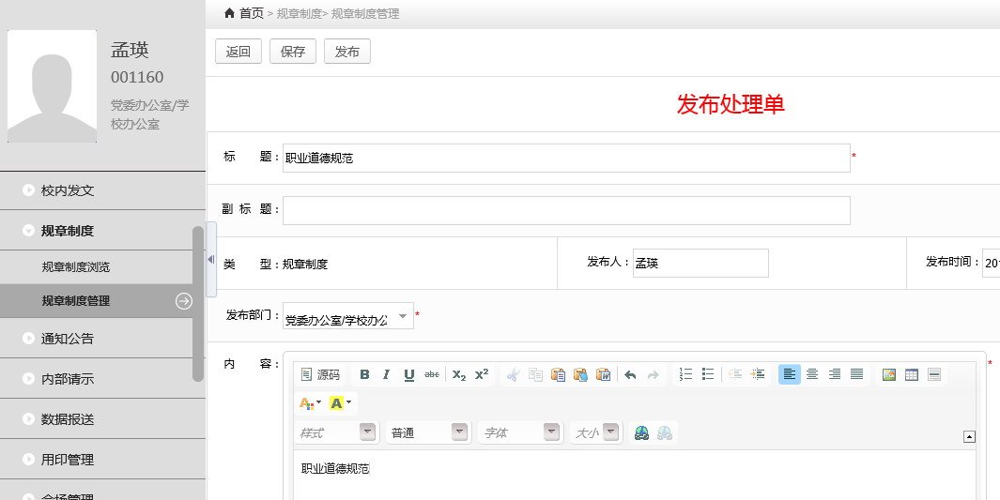 首页 > 规章制度> 规章制度管理
孟瑛
001160
党委办公室/学
校办公室
校内发文
规章制度
规章制度浏览
规章制度管理
通知公告
内部请示
数据报送
用印管理
会场管理
返回 保存 发布
发布处理单
标 题：职业道德规范 *
副 标 题：
类 型：规章制度 发布人：孟瑛 发布时间：201
发布部门：党委办公室/学校办公 *
内 容： *
源码 B I U abc X₂ X²
A A
样式 普通 字体 大小
职业道德规范